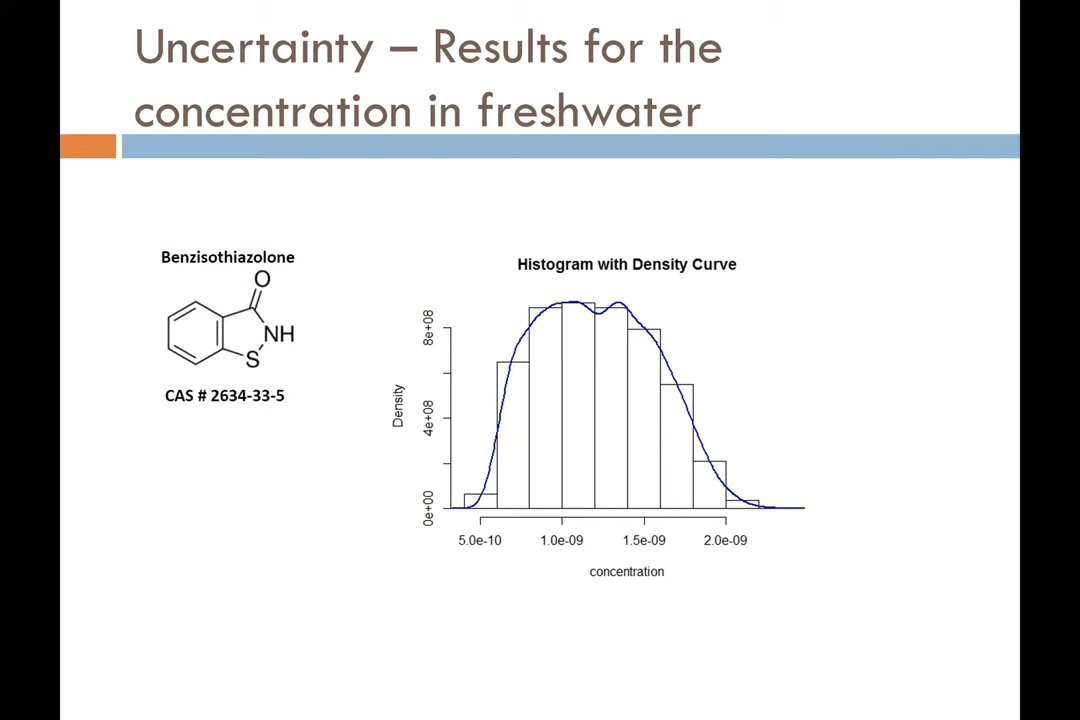 Uncertainty – Results for the
concentration in freshwater
Benzisothiazolone
O
NH
S
CAS # 2634-33-5
Histogram with Density Curve
Density
8e+08
4e+08
0e+00
5.0e-10 1.0e-09 1.5e-09 2.0e-09
concentration